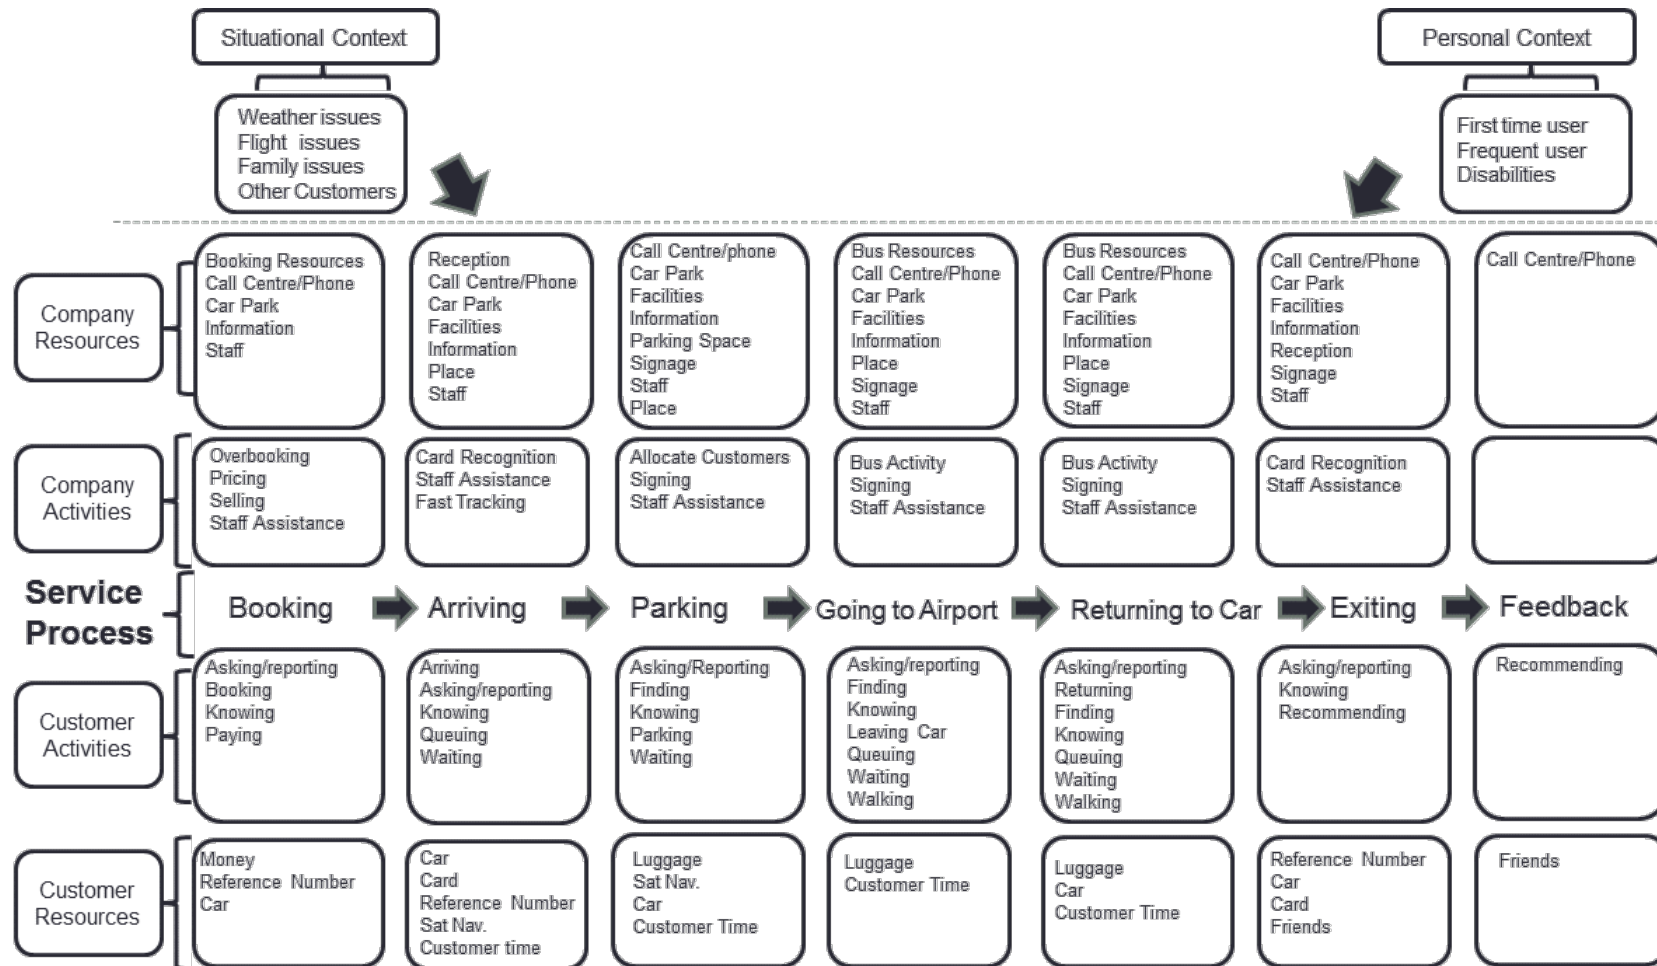 Situational Context
Personal Context
Weather issues
Flight issues
Family issues
Other Customers
First time user
Frequent user
Disabilities
Company
Resources
Booking Resources
Call Centre/Phone
Car Park
Information
Staff
Reception
Call Centre/Phone
Car Park
Facilities
Information
Place
Staff
Call Centre/phone
Car Park
Facilities
Information
Parking Space
Signage
Staff
Place
Bus Resources
Call Centre/Phone
Car Park
Facilities
Information
Place
Signage
Staff
Bus Resources
Call Centre/Phone
Car Park
Facilities
Information
Place
Signage
Staff
Call Centre/Phone
Car Park
Facilities
Information
Reception
Signage
Staff
Call Centre/Phone
Company
Activities
Overbooking
Pricing
Selling
Staff Assistance
Card Recognition
Staff Assistance
Fast Tracking
Allocate Customers
Signing
Staff Assistance
Bus Activity
Signing
Staff Assistance
Bus Activity
Signing
Staff Assistance
Card Recognition
Staff Assistance
Service
Process
Booking
Arriving
Parking
Going to Airport
Returning to Car
Exiting
Feedback
Customer
Activities
Asking/reporting
Booking
Knowing
Paying
Arriving
Asking/reporting
Knowing
Queuing
Waiting
Asking/Reporting
Finding
Knowing
Parking
Waiting
Asking/reporting
Finding
Knowing
Leaving Car
Queuing
Waiting
Walking
Asking/reporting
Returning
Finding
Knowing
Queuing
Waiting
Walking
Asking/reporting
Knowing
Recommending
Recommending
Customer
Resources
Money
Reference Number
Car
Car
Card
Reference Number
Sat Nav.
Customer time
Luggage
Sat Nav.
Car
Customer Time
Luggage
Customer Time
Luggage
Car
Customer Time
Reference Number
Car
Card
Friends
Friends